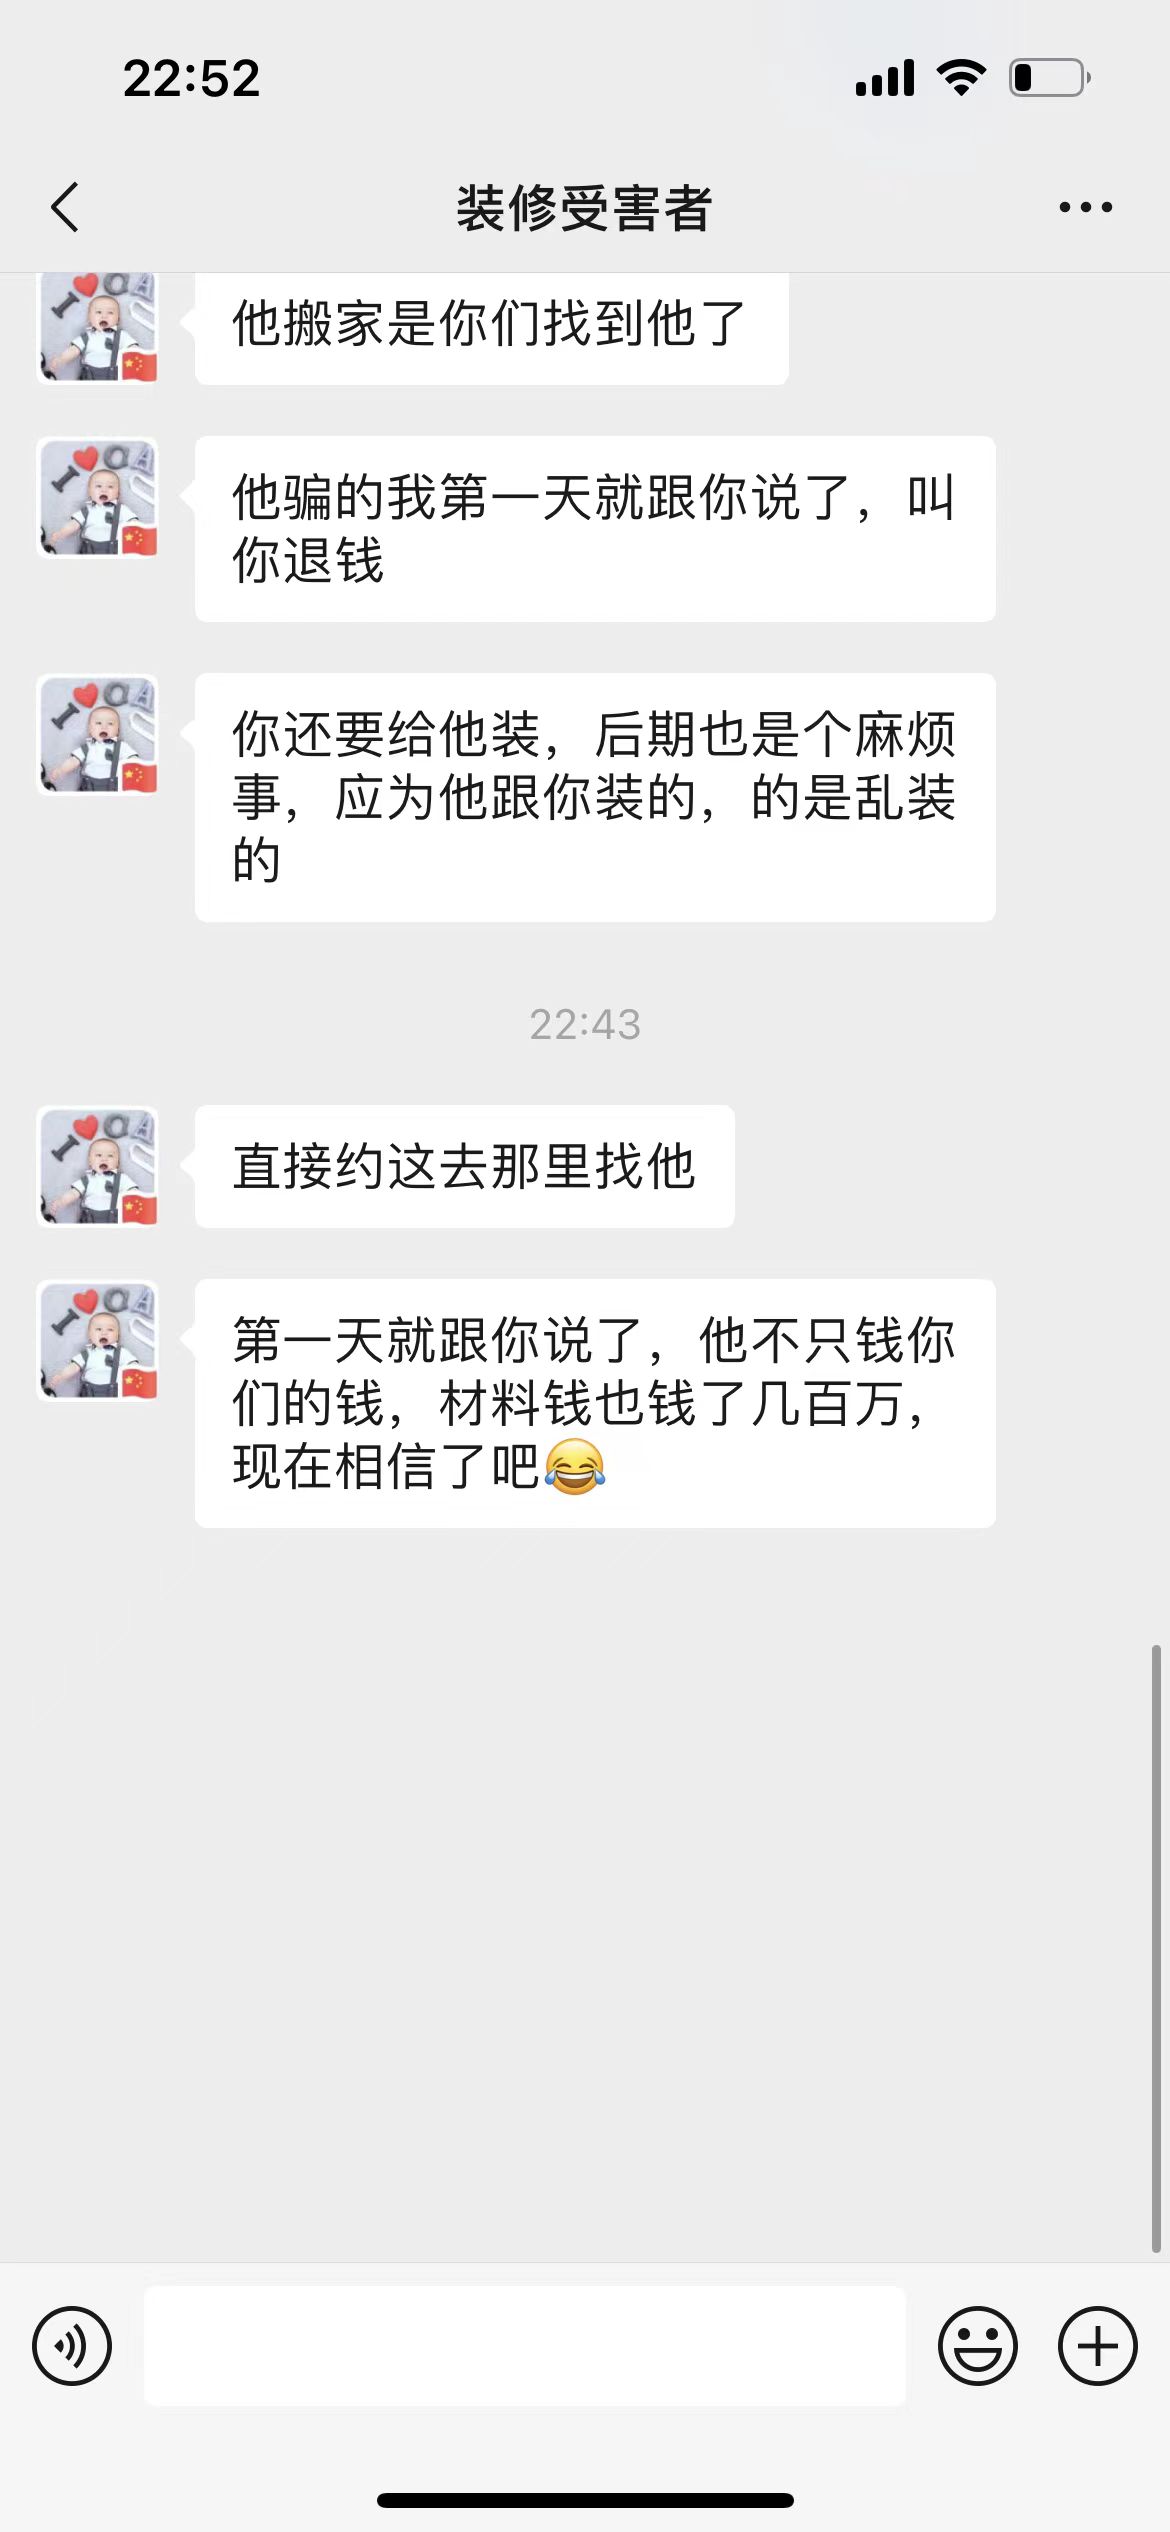 22:52
装修受害者
他搬家是你们找到他了
他骗的我第一天就跟你说了，叫
你退钱
你还要给他装，后期也是个麻烦
事，应为他跟你装的，的是乱装
的
22:43
直接约这去那里找他
第一天就跟你说了，他不只钱你
们的钱，材料钱也钱了几百万，
现在相信了吧😂